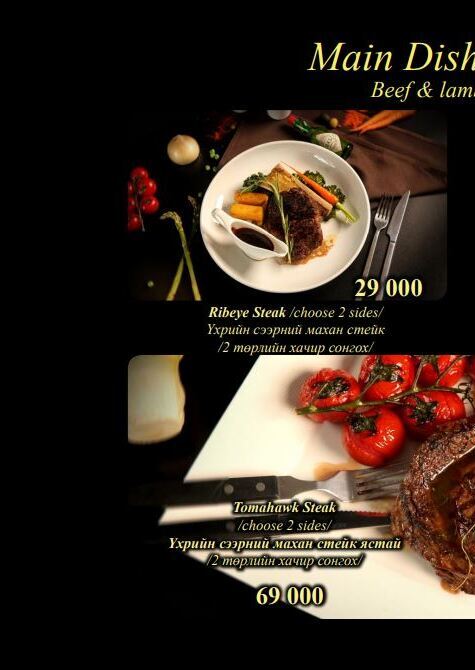 Main Dish
Beef & lam
29 000
Ribeye Steak /choose 2 sides/
Үхрийн сээрний махан стейк
/2 төрлийн хачир сонгох/
Tomahawk Steak
/choose 2 sides/
Үхрийн сээрний махан стейк ястай
/2 төрлийн хачир сонгох/
69 000